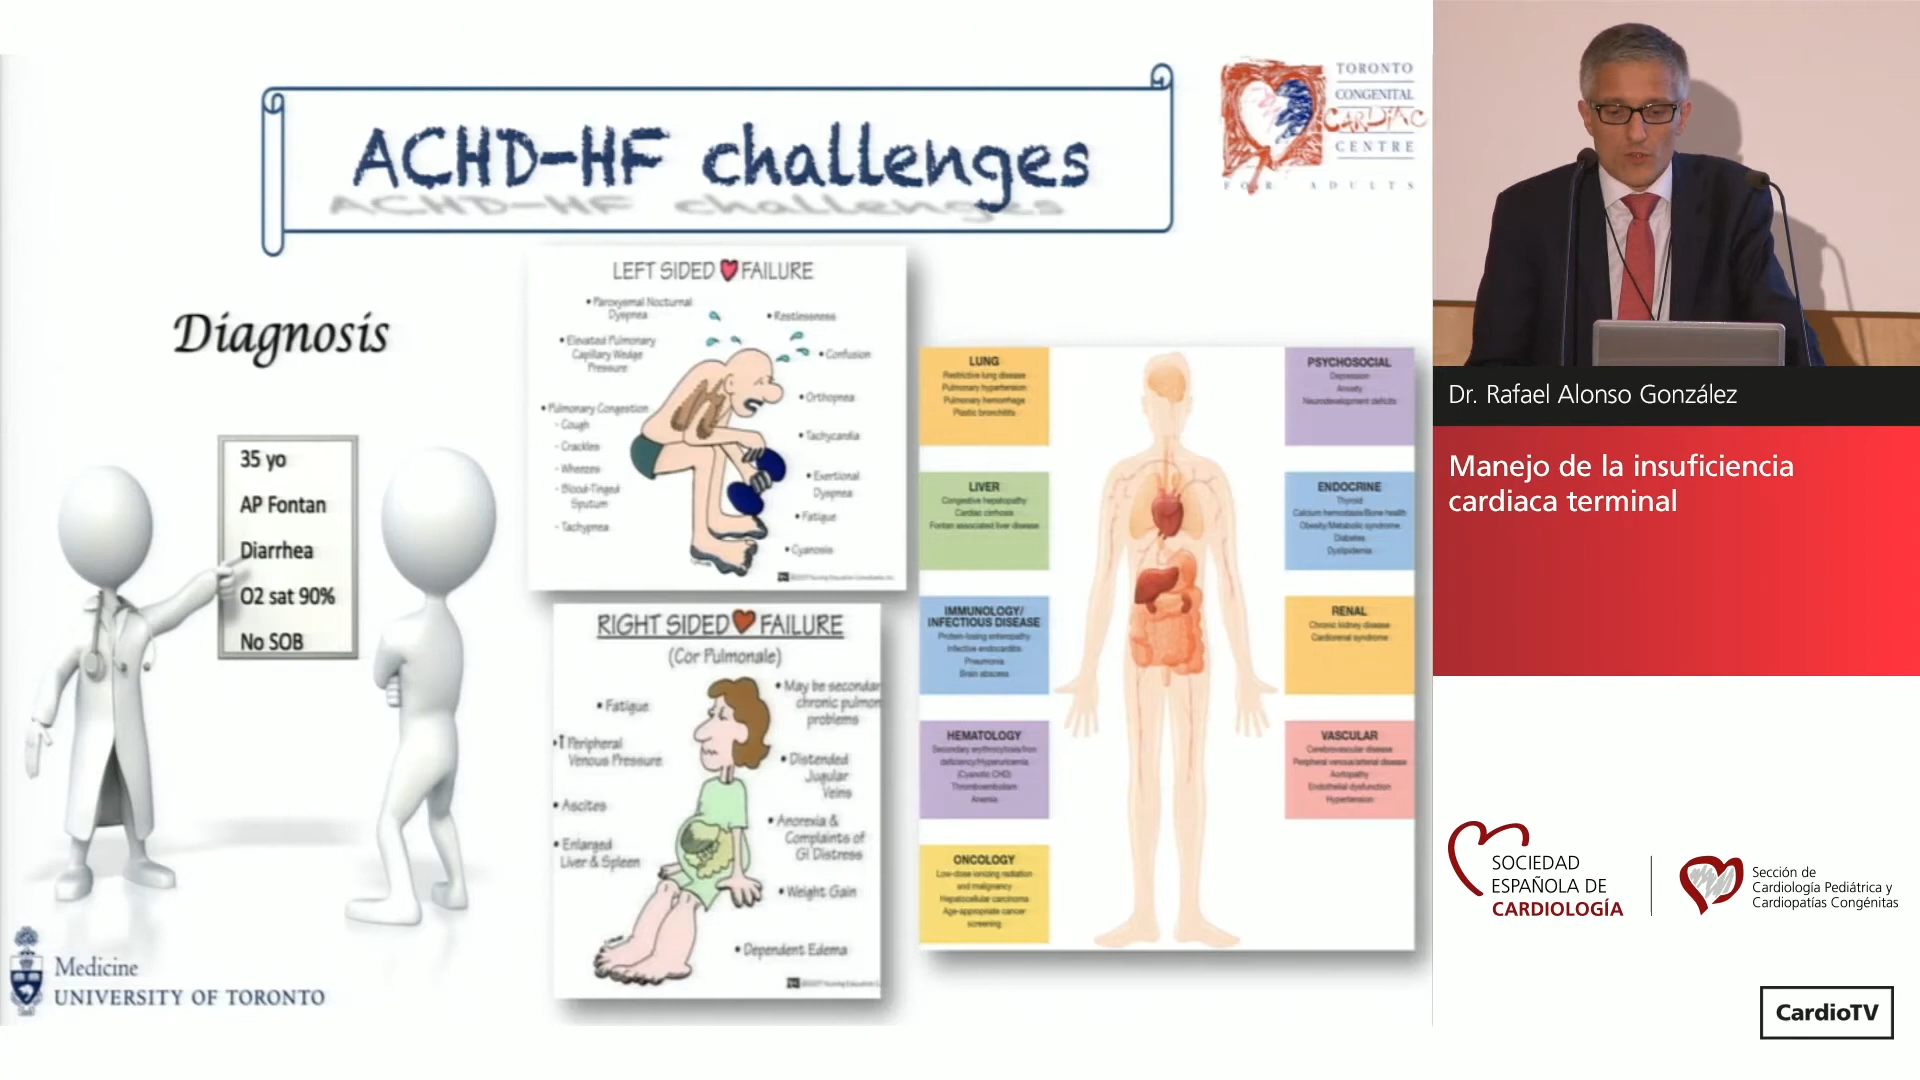 ACHD-HF challenges
TORONTO
CONGENITAL
CARDIAC
CENTRE
FOR ADULTS
Diagnosis
35 yo
AP Fontan
Diarrhea
O2 sat 90%
No SOB
LEFT SIDED FAILURE
• Paroxysmal Nocturnal
Dyspnea
• Elevated Pulmonary
Capillary Wedge
Pressure
• Pulmonary Congestion
- Cough
- Crackles
- Wheezes
- Blood-Tinged
Sputum
- Tachypnea
• Restlessness
• Confusion
• Orthopnea
• Tachycardia
• Exertional
Dyspnea
• Fatigue
• Cyanosis
RIGHT SIDED FAILURE
(Cor Pulmonale)
• Fatigue
• ↑ Peripheral
Venous Pressure
• Ascites
• Enlarged
Liver & Spleen
• May be secondar
chronic pulmon
problems
• Distended
Jugular
Veins
• Anorexia &
Complaints of
GI Distress
• Weight Gain
• Dependent Edema
LUNG
Restrictive lung disease
Pulmonary hypertension
Pulmonary hemorrhage
Plastic bronchitis
LIVER
Congestive hepatopathy
Cardiac cirrhosis
Fontan associated liver disease
IMMUNOLOGY/
INFECTIOUS DISEASE
Protein-losing enteropathy
Infective endocarditis
Pneumonia
Brain abscess
HEMATOLOGY
Secondary erythrocytosis/iron
deficiency/Hyperuricemia
(Cyanotic CHD)
Thromboembolism
Anemia
ONCOLOGY
Low-dose ionizing radiation
and malignancy
Hepatocellular carcinoma
Age-appropriate cancer
screening
PSYCHOSOCIAL
Depression
Anxiety
Neurodevelopment deficits
ENDOCRINE
Thyroid
Calcium homeostasis/Bone health
Obesity/Metabolic syndrome
Diabetes
Dyslipidemia
RENAL
Chronic kidney disease
Cardiorenal syndrome
VASCULAR
Cerebrovascular disease
Peripheral venous/arterial disease
Aortopathy
Endothelial dysfunction
Hypertension
Medicine
UNIVERSITY OF TORONTO
Dr. Rafael Alonso González
Manejo de la insuficiencia
cardiaca terminal
SOCIEDAD
ESPAÑOLA DE
CARDIOLOGÍA
Sección de
Cardiología Pediátrica y
Cardiopatías Congénitas
CardioTV